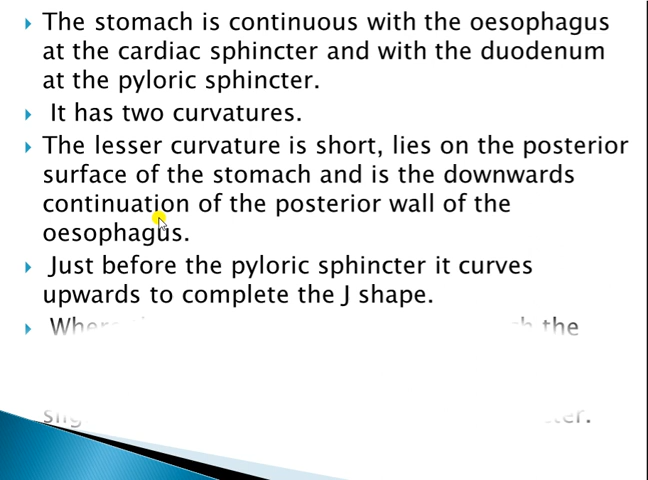 The stomach is continuous with the oesophagus
at the cardiac sphincter and with the duodenum
at the pyloric sphincter.
It has two curvatures.
The lesser curvature is short, lies on the posterior
surface of the stomach and is the downwards
continuation of the posterior wall of the
oesophagus.
Just before the pyloric sphincter it curves
upwards to complete the J shape.
the